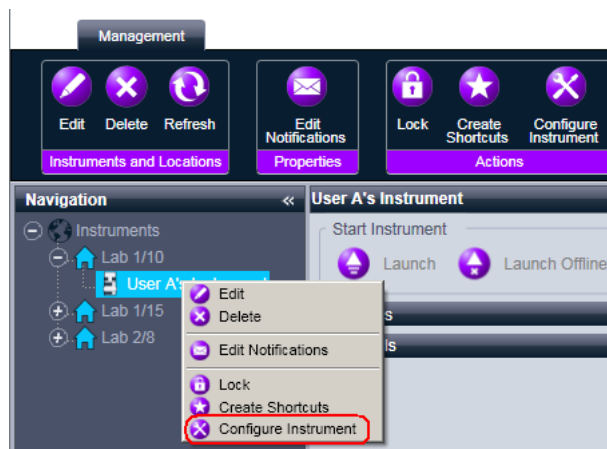 Management
Edit Delete Refresh
Edit Notifications
Lock
Create Shortcuts
Configure Instrument
Instruments and Locations
Properties
Actions
Navigation «
User A's Instrument
Start Instrument
Launch
Launch Offline
Instruments
Lab 1/10
User A's
Lab 1/15
Lab 2/8
Edit
Delete
Edit Notifications
Lock
Create Shortcuts
Configure Instrument